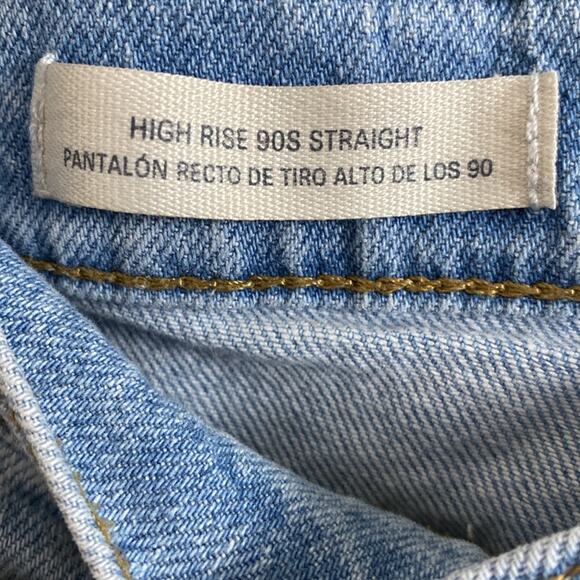 HIGH RISE 90S STRAIGHT
PANTALÓN RECTO DE TIRO ALTO DE LOS 90